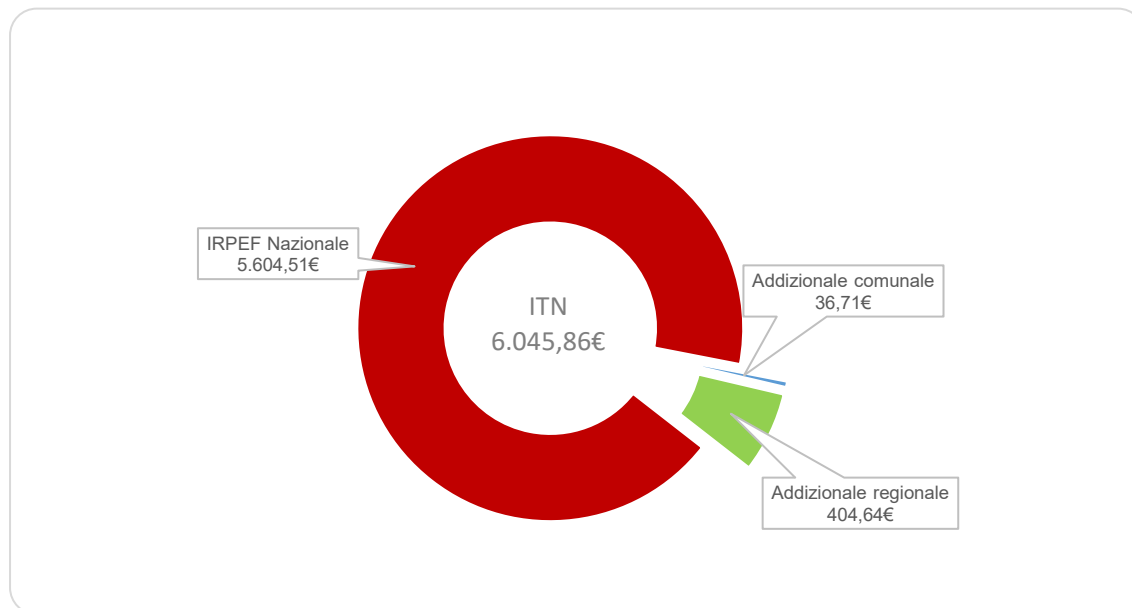 IRPEF Nazionale
5.604,51€
ITN
6.045,86€
Addizionale comunale
36,71€
Addizionale regionale
404,64€